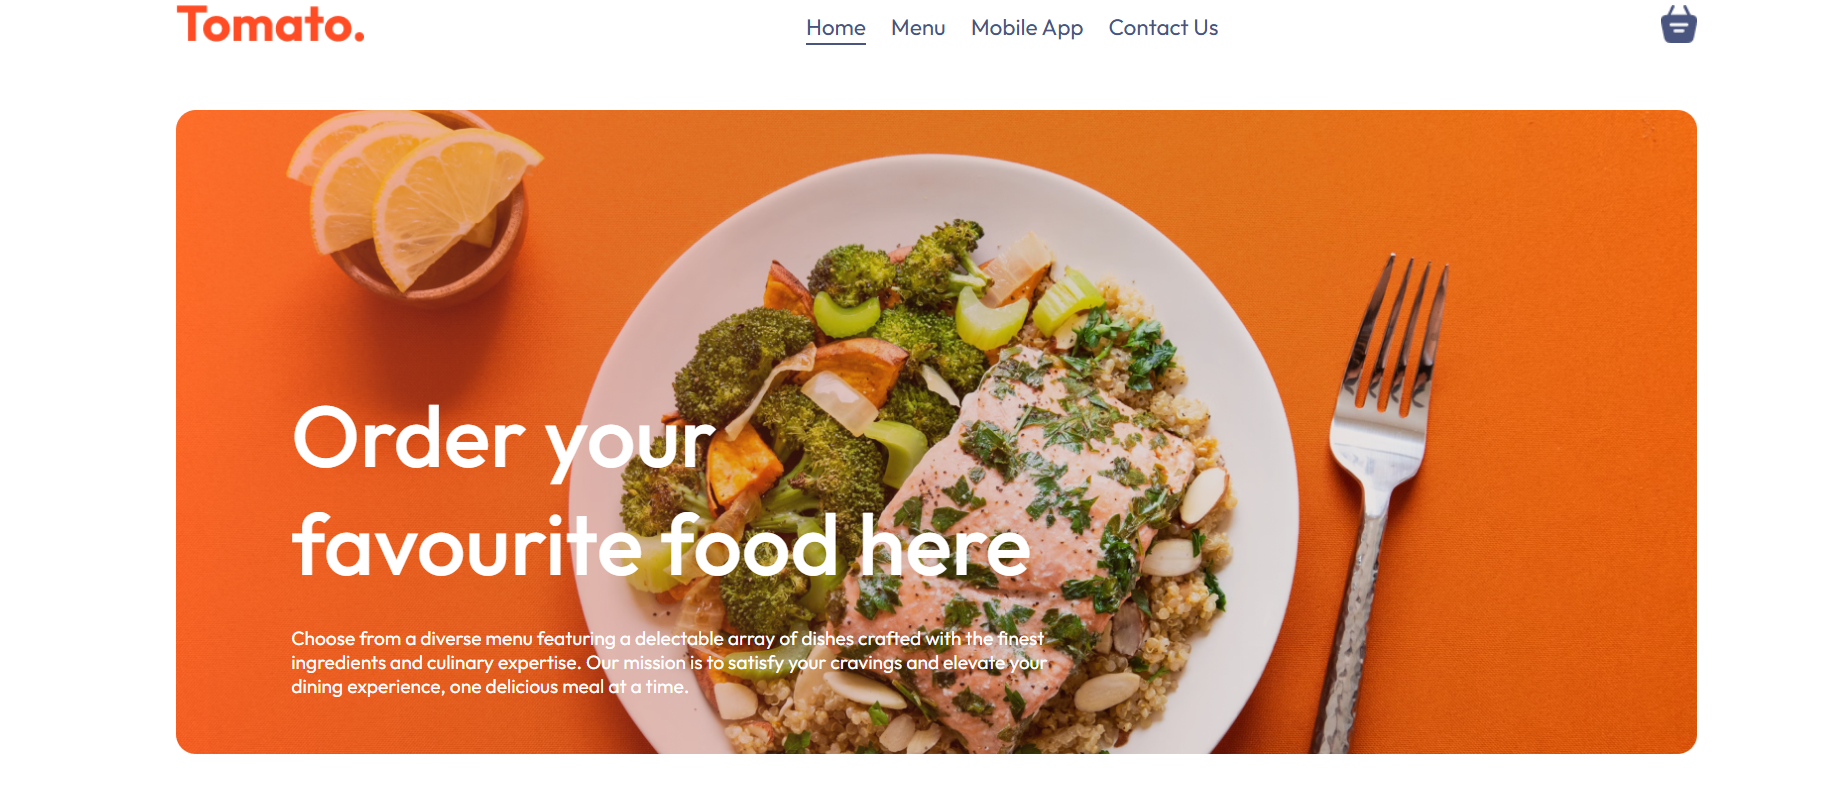 Tomato.
Home Menu Mobile App Contact Us
Order your
favourite food here
Choose from a diverse menu featuring a delectable array of dishes crafted with the finest
ingredients and culinary expertise. Our mission is to satisfy your cravings and elevate your
dining experience, one delicious meal at a time.